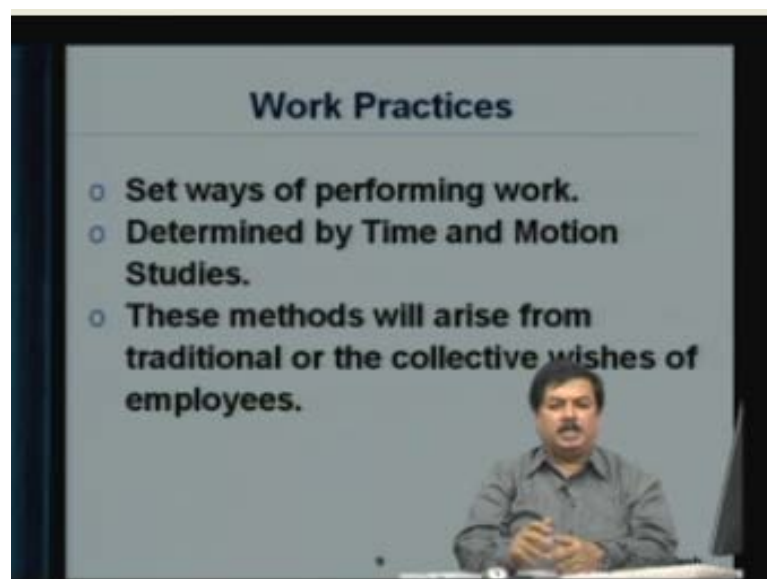 Work Practices
o Set ways of performing work.
o Determined by Time and Motion
Studies.
o These methods will arise from
traditional or the collective wishes of
employees.